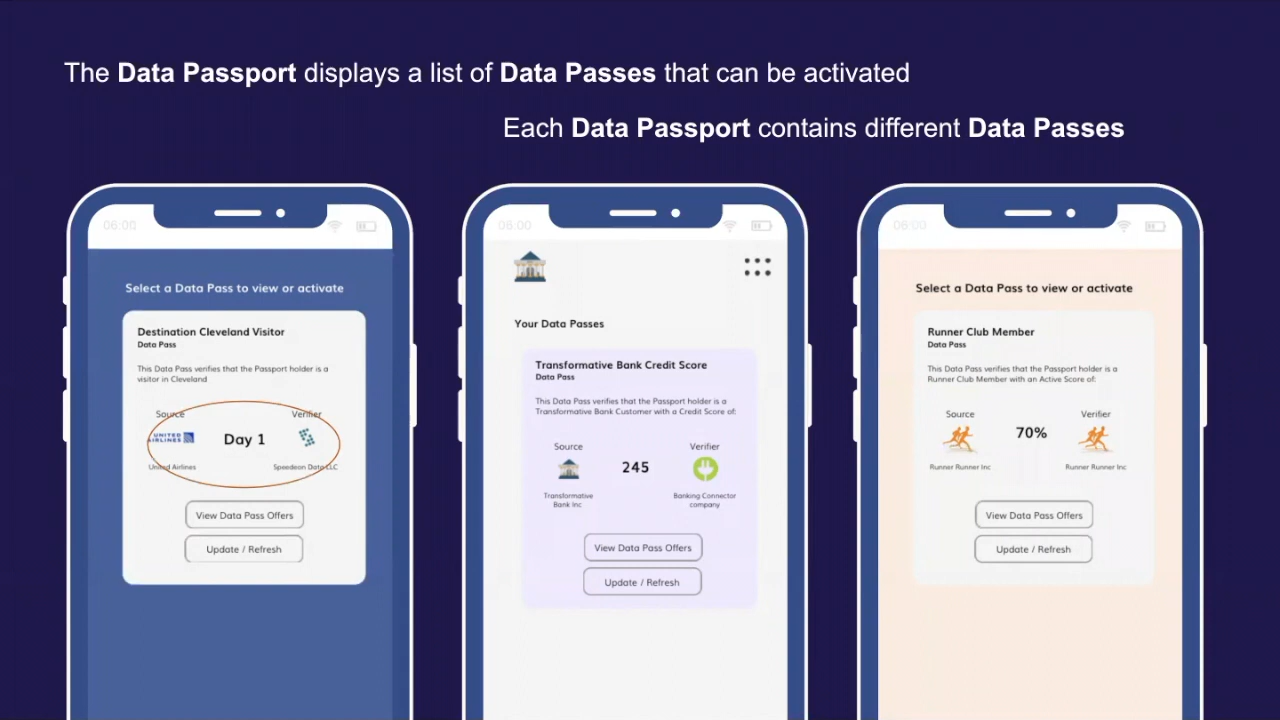 The Data Passport displays a list of Data Passes that can be activated
Each Data Passport contains different Data Passes
06:00
Select a Data Pass to view or activate
Destination Cleveland Visitor
Data Pass
This Data Pass verifies that the Passport holder is a
visitor in Cleveland
Source
Verifier
UNITED
AIRLINES
Day 1
United Airlines
Speedeon Data LLC
View Data Pass Offers
Update / Refresh
06:00
Your Data Passes
Transformative Bank Credit Score
Data Pass
This Data Pass verifies that the Passport holder is a
Transformative Bank Customer with a Credit Score of:
Source
Verifier
245
Transformative
Bank Inc
Banking Connector
company
View Data Pass Offers
Update / Refresh
06:00
Select a Data Pass to view or activate
Runner Club Member
Data Pass
This Data Pass verifies that the Passport holder is a
Runner Club Member with an Active Score of:
Source
Verifier
70%
Runner Runner Inc
Runner Runner Inc
View Data Pass Offers
Update / Refresh